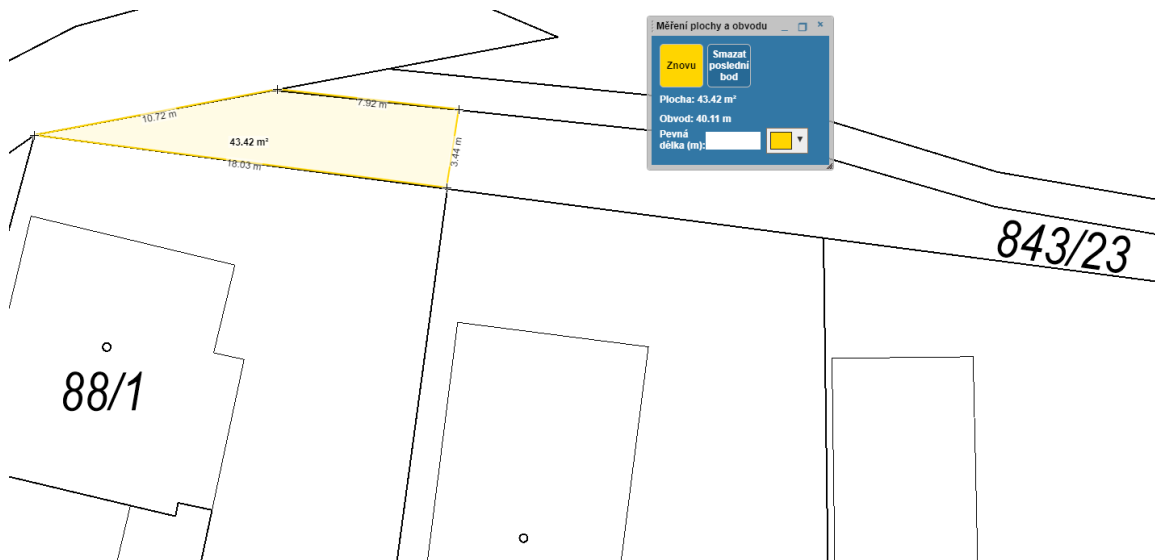 Měření plochy a obvodu
Znovu
Smazat
poslední
bod
Plocha: 43.42 m²
Obvod: 40.11 m
Pevná
délka (m):
10.72 m
7.92 m
43.42 m²
3.44 m
18.03 m
843/23
88/1